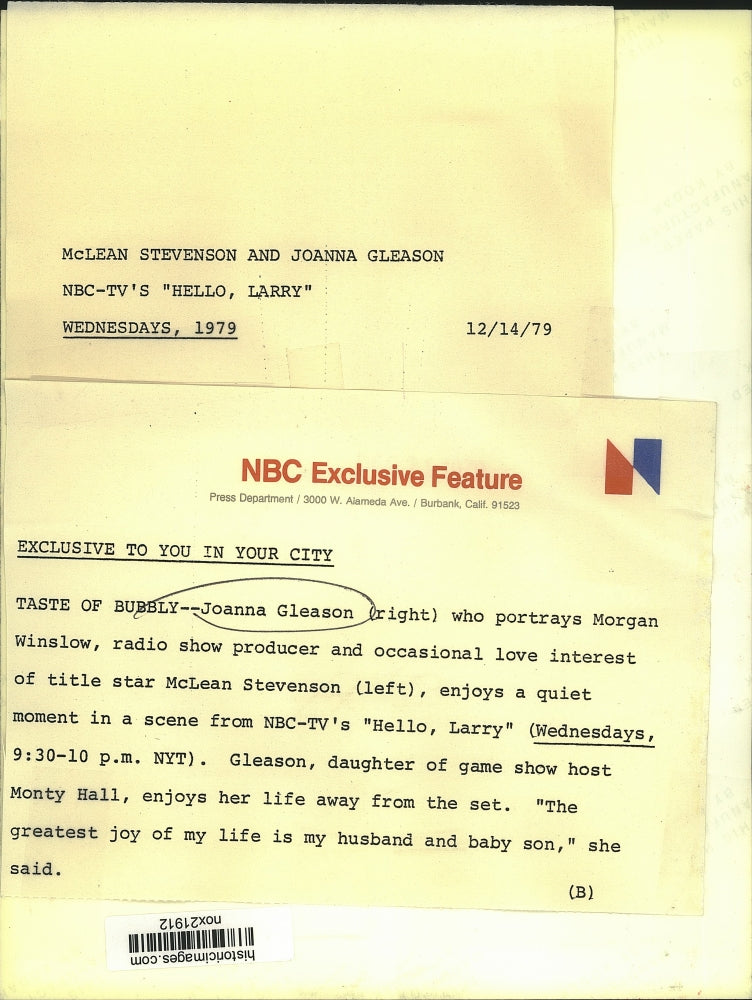 McLEAN STEVENSON AND JOANNA GLEASON
NBC-TV'S "HELLO, LARRY"
WEDNESDAYS, 1979 12/14/79
NBC Exclusive Feature
Press Department / 3000 W. Alameda Ave. / Burbank, Calif. 91523
EXCLUSIVE TO YOU IN YOUR CITY
TASTE OF BUBBLY--Joanna Gleason (right) who portrays Morgan
Winslow, radio show producer and occasional love interest
of title star McLean Stevenson (left), enjoys a quiet
moment in a scene from NBC-TV's "Hello, Larry" (Wednesdays,
9:30-10 p.m. NYT). Gleason, daughter of game show host
Monty Hall, enjoys her life away from the set. "The
greatest joy of my life is my husband and baby son," she
said.
(B)
historicimages.com
nox21912